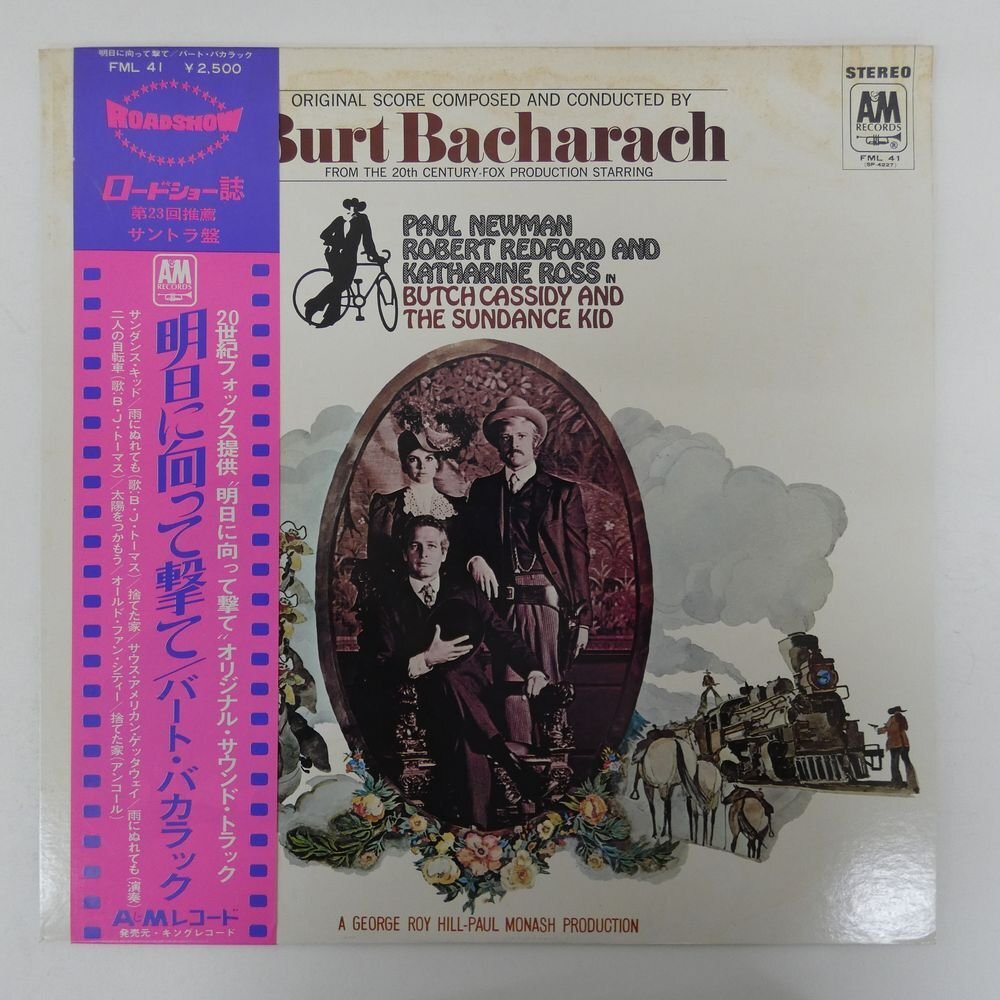 明日に向って撃て/バート・バカラック
FML 41 ¥2,500
ROADSHOW
ロードショー誌
第23回推薦
サントラ盤
A&M
RECORDS
20世紀フォックス提供〝明日に向って撃て〟オリジナル・サウンド・トラック
明日に向って撃て/バート・バカラック
サンダンス・キッド/雨にぬれても(歌:B・J・トーマス)/捨てた家/サウス・アメリカン・ゲッタウェイ/雨にぬれても(演奏)
二人の自転車(歌:B・J・トーマス)/太陽をつかもう/オールド・ファン・シティー/捨てた家(アンコール)
A&Mレコード
発売元・キングレコード
ORIGINAL SCORE COMPOSED AND CONDUCTED BY
Burt Bacharach
FROM THE 20th CENTURY-FOX PRODUCTION STARRING
PAUL NEWMAN
ROBERT REDFORD AND
KATHARINE ROSS IN
BUTCH CASSIDY AND
THE SUNDANCE KID
STEREO
A&M
RECORDS
®
FML 41
(SP-4227)
A GEORGE ROY HILL-PAUL MONASH PRODUCTION